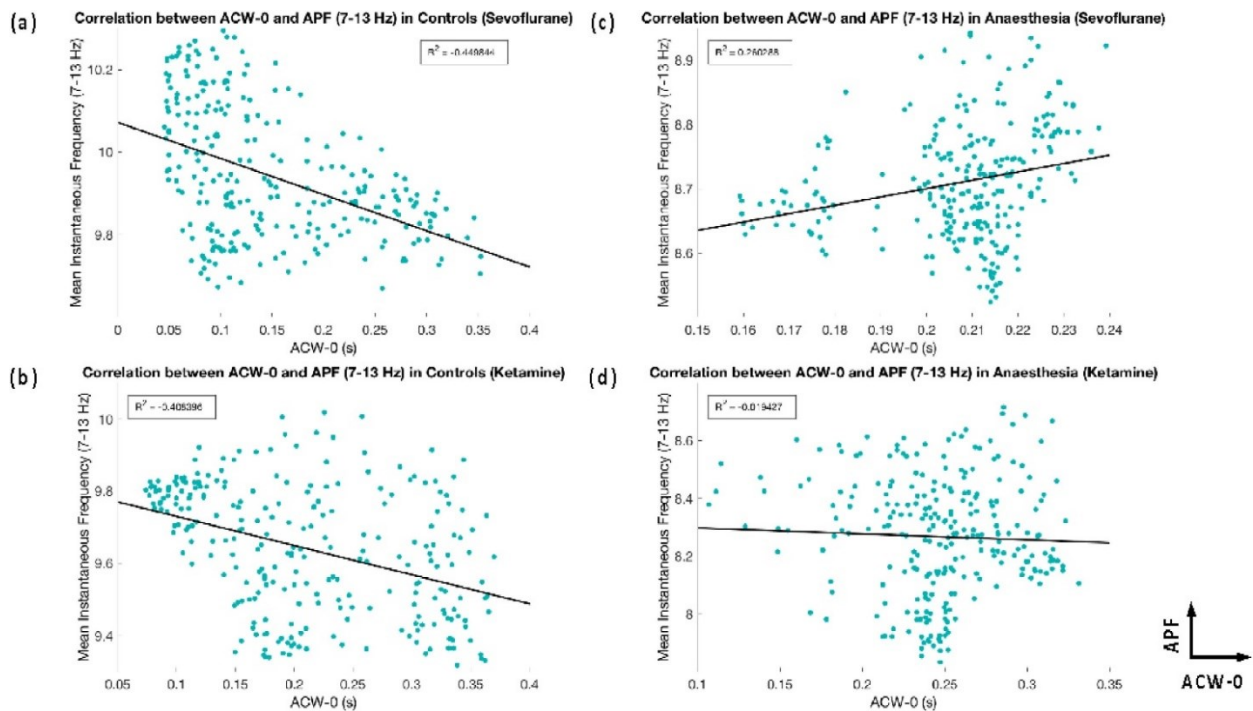 (a)
Correlation between ACW-0 and APF (7-13 Hz) in Controls (Sevoflurane)
R² = -0.449844
Mean Instantaneous Frequency (7-13 Hz)
10.2
10
9.8
0 0.05 0.1 0.15 0.2 0.25 0.3 0.35 0.4
ACW-0 (s)
(c)
Correlation between ACW-0 and APF (7-13 Hz) in Anaesthesia (Sevoflurane)
R² = 0.260288
Mean Instantaneous Frequency (7-13 Hz)
8.9
8.8
8.7
8.6
0.15 0.16 0.17 0.18 0.19 0.2 0.21 0.22 0.23 0.24
ACW-0 (s)
(b)
Correlation between ACW-0 and APF (7-13 Hz) in Controls (Ketamine)
R² = -0.408396
Mean Instantaneous Frequency (7-13 Hz)
10
9.8
9.6
9.4
0.05 0.1 0.15 0.2 0.25 0.3 0.35 0.4
ACW-0 (s)
(d)
Correlation between ACW-0 and APF (7-13 Hz) in Anaesthesia (Ketamine)
R² = -0.019427
Mean Instantaneous Frequency (7-13 Hz)
8.6
8.4
8.2
8
0.1 0.15 0.2 0.25 0.3 0.35
ACW-0 (s)
APF
ACW-0